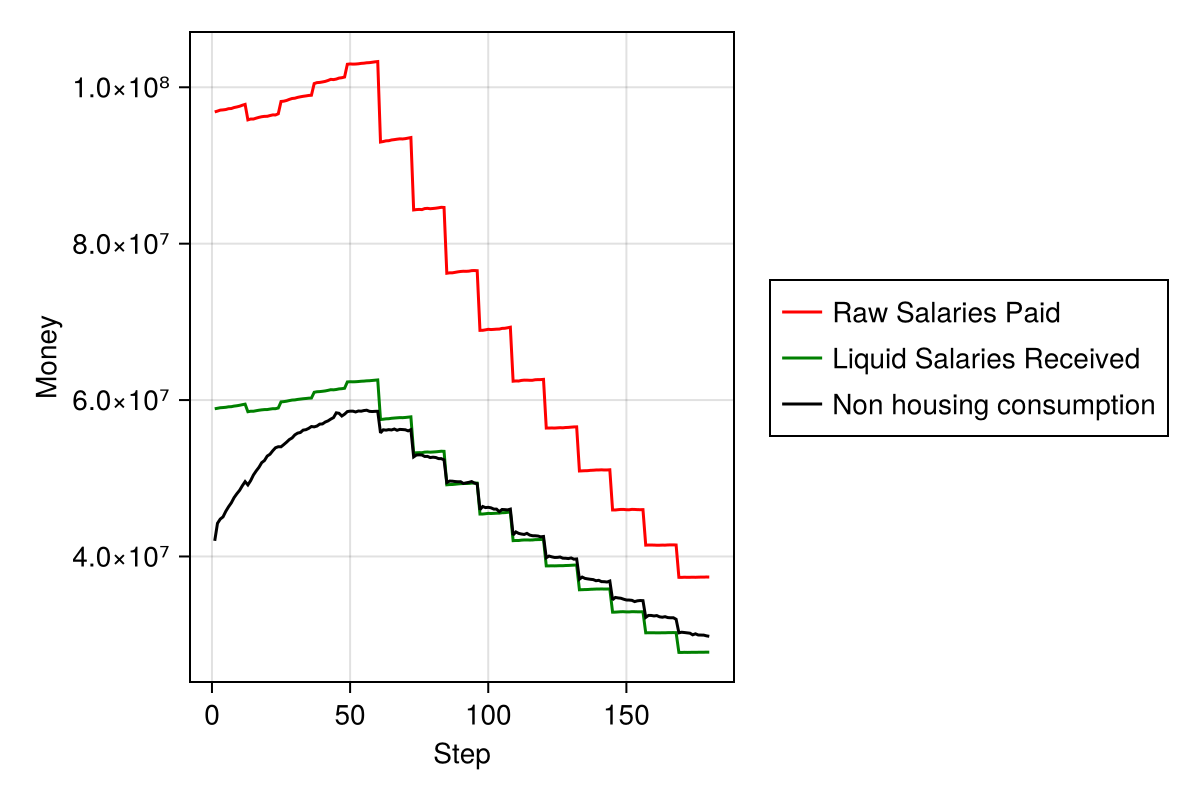 1.0×10⁸
8.0×10⁷
6.0×10⁷
4.0×10⁷
Money
0 50 100 150
Step
Raw Salaries Paid
Liquid Salaries Received
Non housing consumption